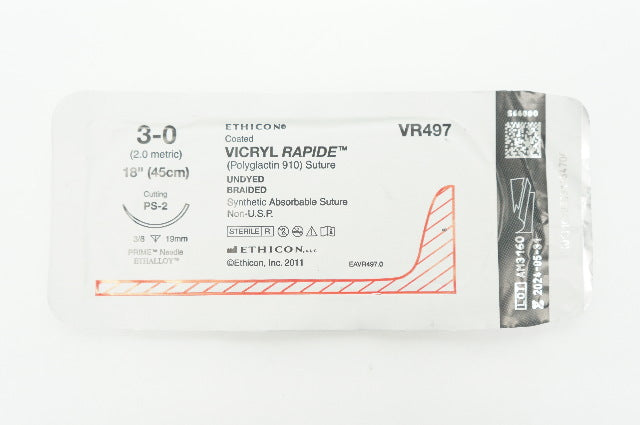 3-0
(2.0 metric)
18" (45cm)
Cutting
PS-2
3/8 19mm
PRIME™ Needle
ETHALLOY™
ETHICON®
Coated
VICRYL RAPIDE™
(Polyglactin 910) Suture
UNDYED
BRAIDED
Synthetic Absorbable Suture
Non-U.S.P.
STERILE R
ETHICON, LLC
©Ethicon, Inc. 2011
EAVR497.0
VR497
LOT AM3160
2024-05-31